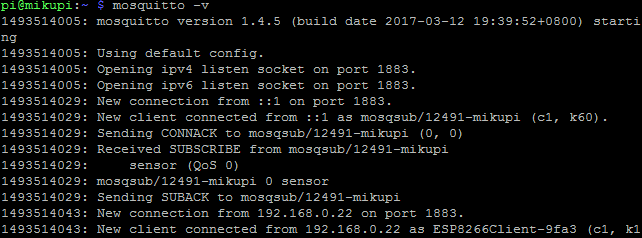 pi@mikupi:~ $ mosquitto -v
1493514005: mosquitto version 1.4.5 (build date 2017-03-12 19:39:52+0800) starti
ng
1493514005: Using default config.
1493514005: Opening ipv4 listen socket on port 1883.
1493514005: Opening ipv6 listen socket on port 1883.
1493514029: New connection from ::1 on port 1883.
1493514029: New client connected from ::1 as mosqsub/12491-mikupi (c1, k60).
1493514029: Sending CONNACK to mosqsub/12491-mikupi (0, 0)
1493514029: Received SUBSCRIBE from mosqsub/12491-mikupi
1493514029:     sensor (QoS 0)
1493514029: mosqsub/12491-mikupi 0 sensor
1493514029: Sending SUBACK to mosqsub/12491-mikupi
1493514043: New connection from 192.168.0.22 on port 1883.
1493514043: New client connected from 192.168.0.22 as ESP8266Client-9fa3 (c1, k1